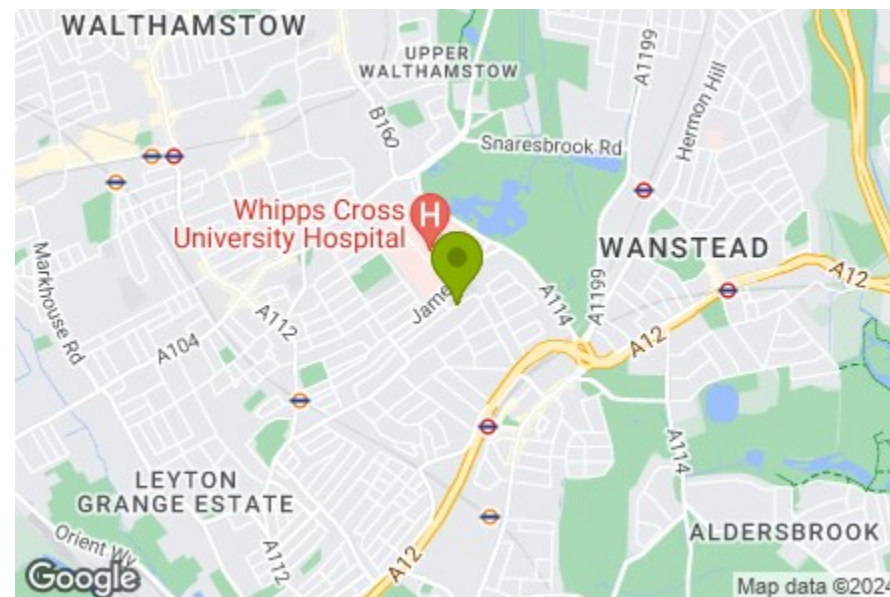 WALTHAMSTOW
UPPER
WALTHAMSTOW
A1199
Hermon Hill
B160
Snaresbrook Rd
Whipps Cross
University Hospital
H
WANSTEAD
A12
Markhouse Rd
A112
James
A114
A1199
A104
A12
A114
LEYTON
GRANGE ESTATE
Orient Wy
A112
A12
ALDERSBROOK
Google
Map data ©2024